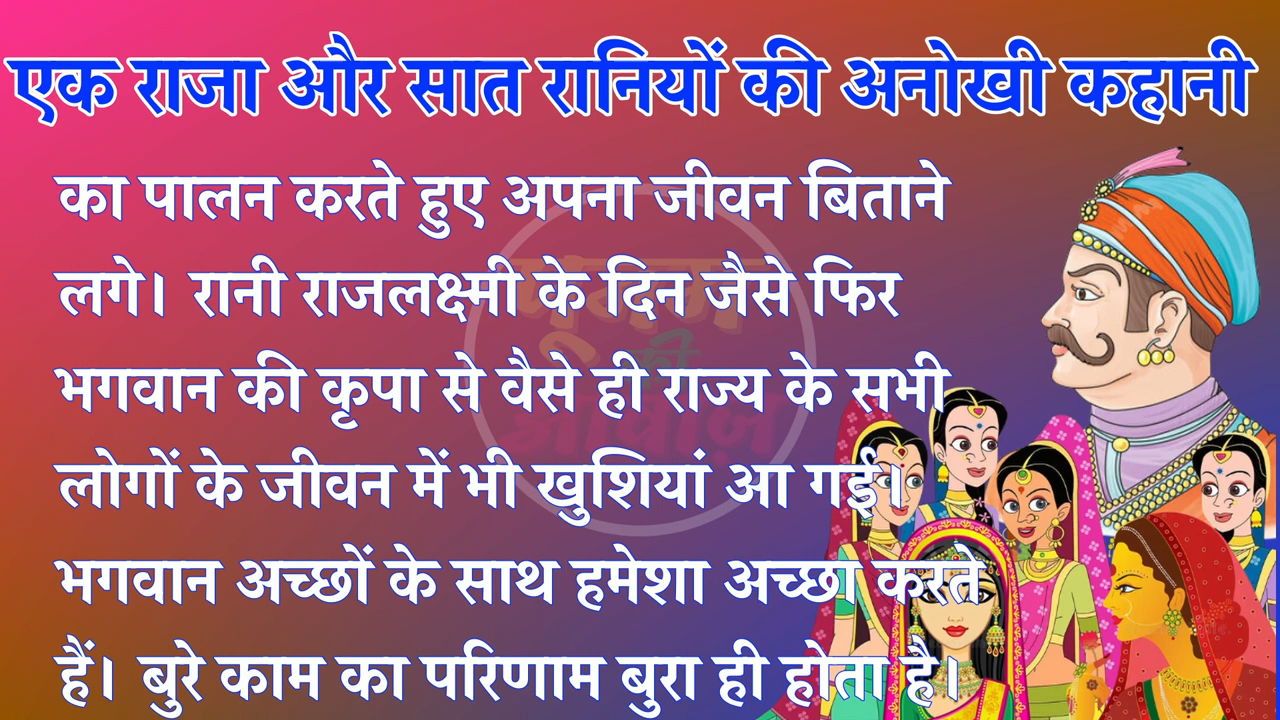 एक राजा और सात रानियों की अनोखी कहानी
का पालन करते हुए अपना जीवन बिताने
लगे। रानी राजलक्ष्मी के दिन जैसे फिर
भगवान की कृपा से वैसे ही राज्य के सभी
लोगों के जीवन में भी खुशियां आ गई।
भगवान अच्छों के साथ हमेशा अच्छा करते
हैं। बुरे काम का परिणाम बुरा ही होता है।